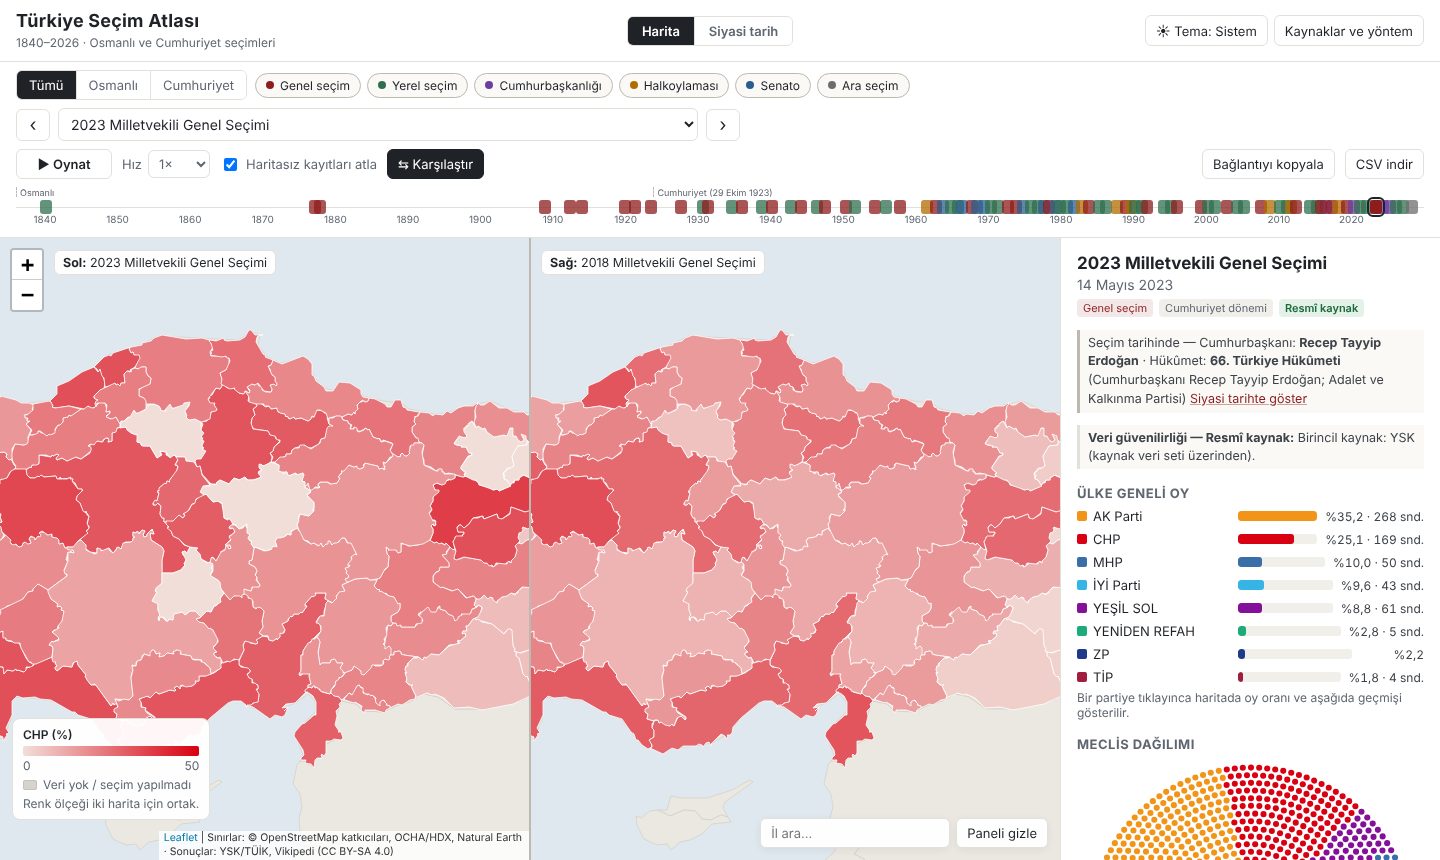 Türkiye Seçim Atlası
1840–2026 · Osmanlı ve Cumhuriyet seçimleri
Harita
Siyasi tarih
☀ Tema: Sistem
Kaynaklar ve yöntem
Tümü
Osmanlı
Cumhuriyet
Genel seçim
Yerel seçim
Cumhurbaşkanlığı
Halkoylaması
Senato
Ara seçim
‹
2023 Milletvekili Genel Seçimi
›
▶ Oynat
Hız
1×
Haritasız kayıtları atla
⇆ Karşılaştır
Bağlantıyı kopyala
CSV indir
Osmanlı
Cumhuriyet (29 Ekim 1923)
1840 1850 1860 1870 1880 1890 1900 1910 1920 1930 1940 1950 1960 1970 1980 1990 2000 2010 2020
+
−
Sol: 2023 Milletvekili Genel Seçimi
Sağ: 2018 Milletvekili Genel Seçimi
CHP (%)
0 50
Veri yok / seçim yapılmadı
Renk ölçeği iki harita için ortak.
Leaflet | Sınırlar: © OpenStreetMap katkıcıları, OCHA/HDX, Natural Earth
· Sonuçlar: YSK/TÜİK, Vikipedi (CC BY-SA 4.0)
İl ara...
Paneli gizle
2023 Milletvekili Genel Seçimi
14 Mayıs 2023
Genel seçim
Cumhuriyet dönemi
Resmî kaynak
Seçim tarihinde — Cumhurbaşkanı: Recep Tayyip
Erdoğan · Hükûmet: 66. Türkiye Hükûmeti
(Cumhurbaşkanı Recep Tayyip Erdoğan; Adalet ve
Kalkınma Partisi) Siyasi tarihte göster
Veri güvenilirliği — Resmî kaynak: Birincil kaynak: YSK
(kaynak veri seti üzerinden).
ÜLKE GENELİ OY
AK Parti %35,2 · 268 snd.
CHP %25,1 · 169 snd.
MHP %10,0 · 50 snd.
İYİ Parti %9,6 · 43 snd.
YEŞİL SOL %8,8 · 61 snd.
YENİDEN REFAH %2,8 · 5 snd.
ZP %2,2
TİP %1,8 · 4 snd.
Bir partiye tıklayınca haritada oy oranı ve aşağıda geçmişi
gösterilir.
MECLİS DAĞILIMI